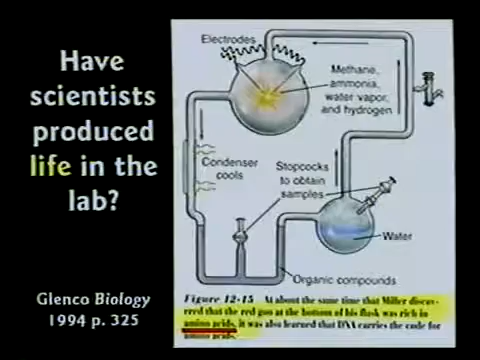 Have
scientists
produced
life in the
lab?
Glenco Biology
1994 p. 325
Electrodes
Methane,
ammonia,
water vapor,
and hydrogen
Condenser
cools
Stopcocks
to obtain
samples
Water
Organic compounds
Figure 12-15 At about the same time that Miller discov-
ered that the red goo at the bottom of his flask was rich in
amino acids, it was also learned that DNA carries the code for
amino acids.